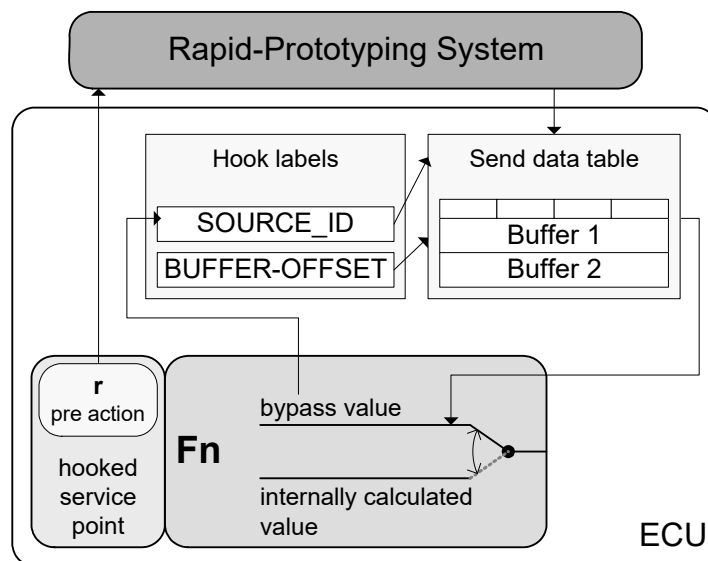 Rapid-Prototyping System
Hook labels
SOURCE_ID
BUFFER-OFFSET
Send data table
Buffer 1
Buffer 2
r
pre action
hooked
service
point
Fn
bypass value
internally calculated
value
ECU